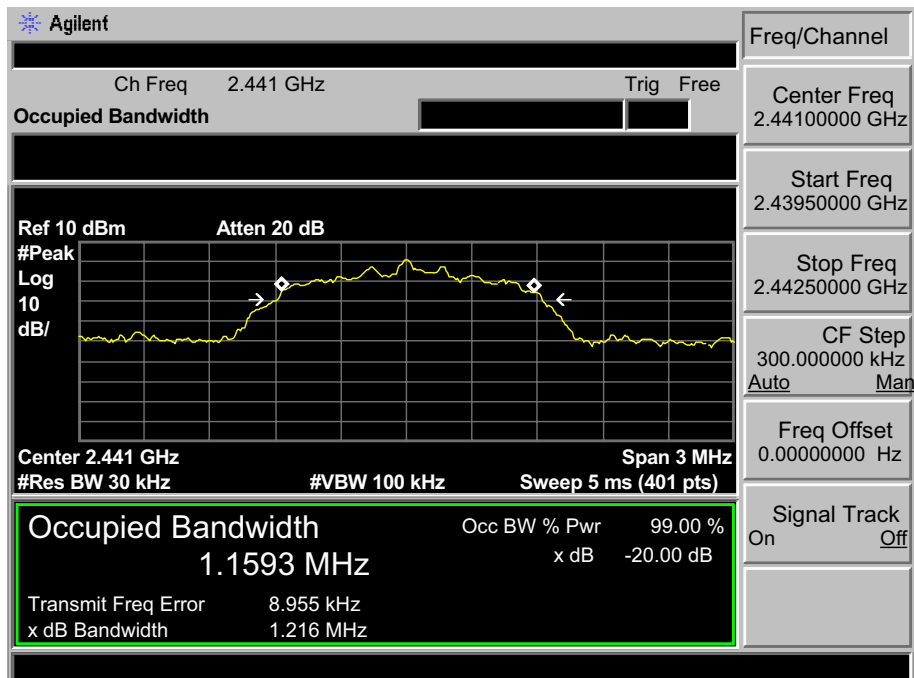 Agilent
Ch Freq 2.441 GHz Trig Free
Occupied Bandwidth
Ref 10 dBm Atten 20 dB
#Peak
Log
10
dB/
Center 2.441 GHz Span 3 MHz
#Res BW 30 kHz #VBW 100 kHz Sweep 5 ms (401 pts)
Occupied Bandwidth
1.1593 MHz
Occ BW % Pwr 99.00 %
x dB -20.00 dB
Transmit Freq Error 8.955 kHz
x dB Bandwidth 1.216 MHz
Freq/Channel
Center Freq
2.44100000 GHz
Start Freq
2.43950000 GHz
Stop Freq
2.44250000 GHz
CF Step
300.000000 kHz
Auto Man
Freq Offset
0.00000000 Hz
Signal Track
On Off